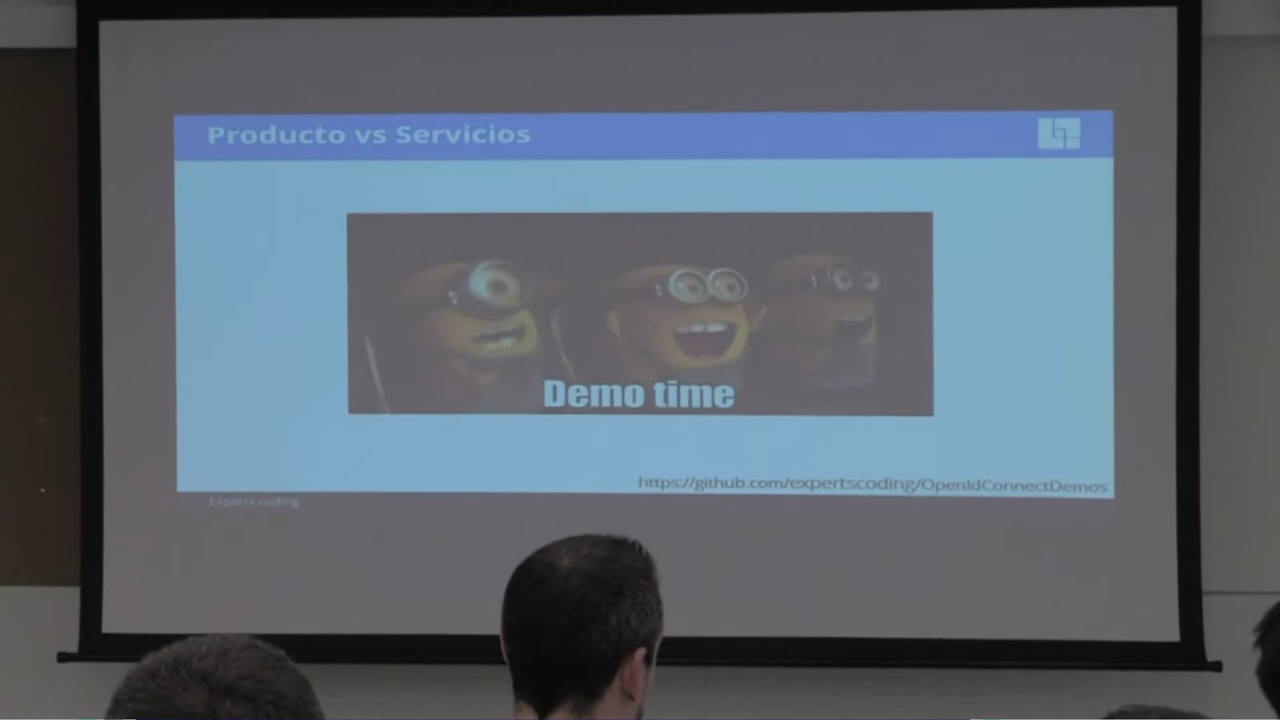 Producto vs Servicios
Demo time
https://github.com/expertscoding/OpenIdConnectDemos
Experts coding